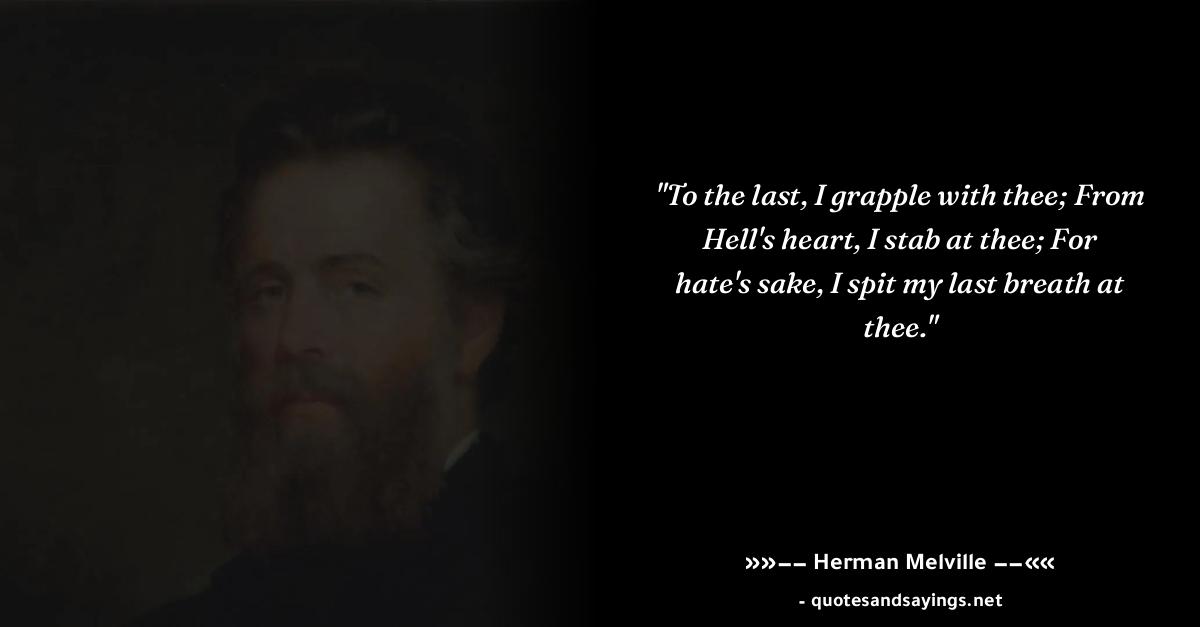 "To the last, I grapple with thee; From
Hell's heart, I stab at thee; For
hate's sake, I spit my last breath at
thee."
»»−− Herman Melville −−««
- quotesandsayings.net